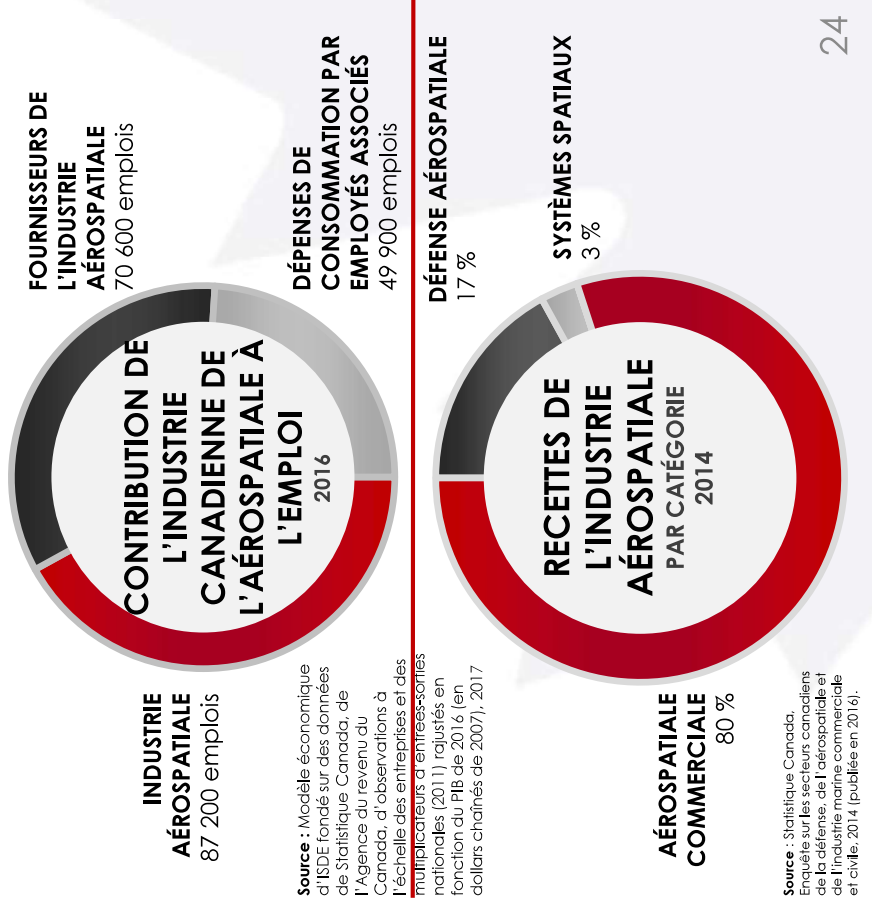 CONTRIBUTION DE
L'INDUSTRIE
CANADIENNE DE
L'AÉROSPATIALE À
L'EMPLOI
2016
FOURNISSEURS DE
L'INDUSTRIE
AÉROSPATIALE
70 600 emplois
DÉPENSES DE
CONSOMMATION PAR
EMPLOYÉS ASSOCIÉS
49 900 emplois
INDUSTRIE
AÉROSPATIALE
87 200 emplois
Source : Modèle économique
d'ISDE fondé sur des données
de Statistique Canada, de
l'Agence du revenu du
Canada, d'observations à
l'échelle des entreprises et des
multiplicateurs d'entrées-sorties
nationales (2011) rajustés en
fonction du PIB de 2016 (en
dollars chaînés de 2007), 2017
RECETTES DE
L'INDUSTRIE
AÉROSPATIALE
PAR CATÉGORIE
2014
DÉFENSE AÉROSPATIALE
17 %
SYSTÈMES SPATIAUX
3 %
AÉROSPATIALE
COMMERCIALE
80 %
Source : Statistique Canada,
Enquête sur les secteurs canadiens
de la défense, de l'aérospatiale et
de l'industrie marine commerciale
et civile, 2014 (publiée en 2016).
24